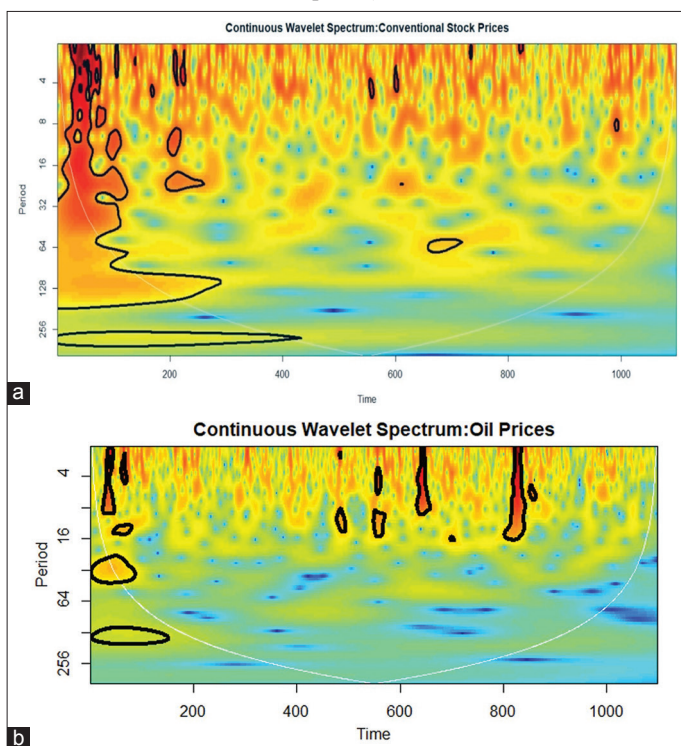 Continuous Wavelet Spectrum:Conventional Stock Prices
Period
4
8
16
32
64
128
256
200 400 600 800 1000
Time
a
Continuous Wavelet Spectrum:Oil Prices
Period
4
16
64
256
200 400 600 800 1000
Time
b